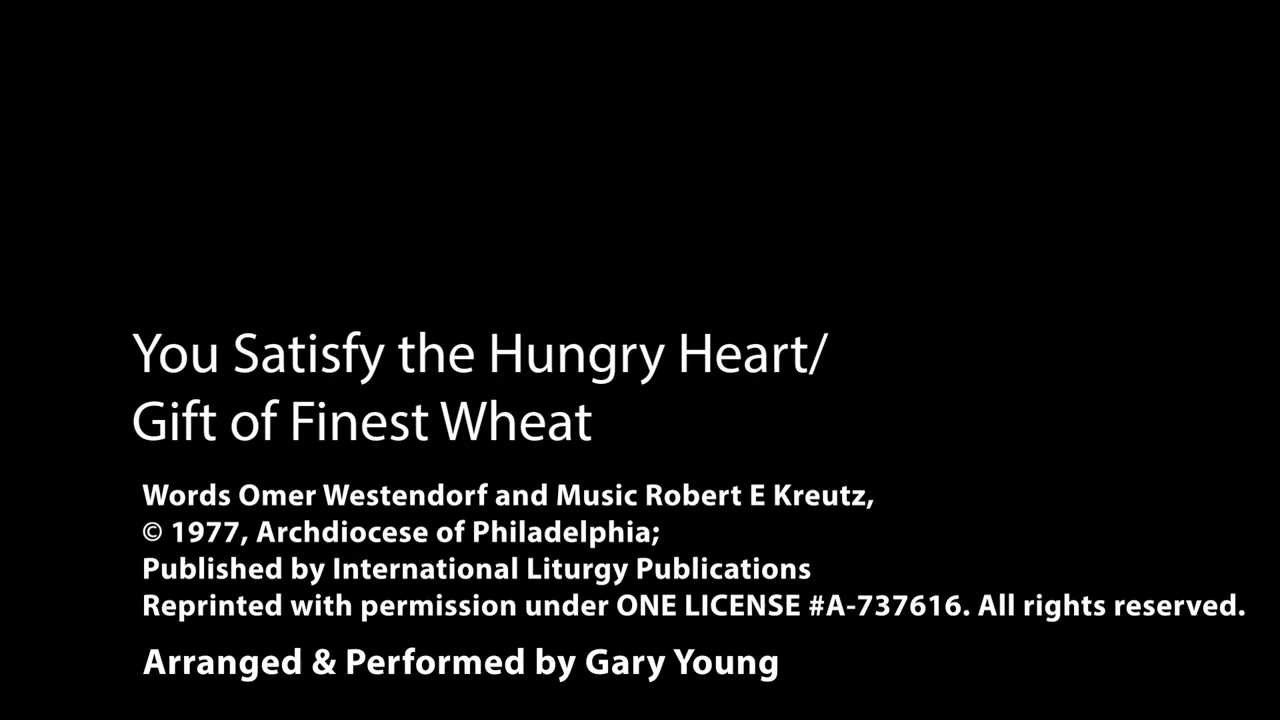 You Satisfy the Hungry Heart/
Gift of Finest Wheat
Words Omer Westendorf and Music Robert E Kreutz,
© 1977, Archdiocese of Philadelphia;
Published by International Liturgy Publications
Reprinted with permission under ONE LICENSE #A-737616. All rights reserved.
Arranged & Performed by Gary Young